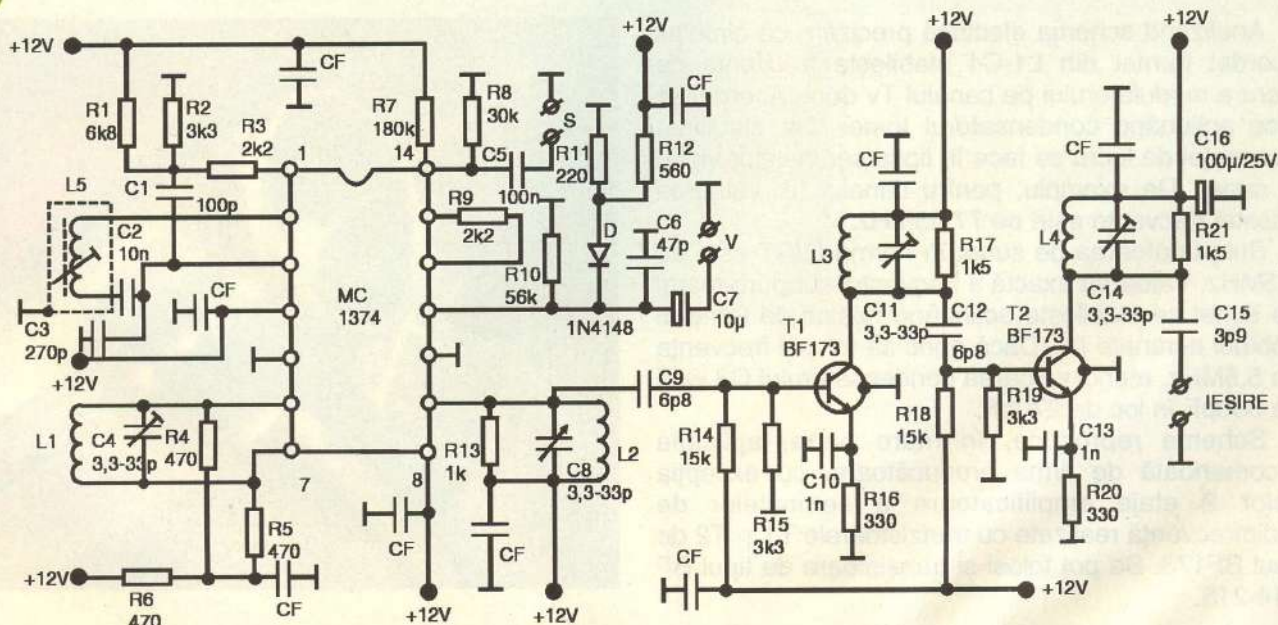 +12V
+12V
+12V
+12V
R1
6k8
R2
3k3
R3
2k2
CF
R7
180k
R8
30k
S
R11
220
CF
R12
560
V
CF
CF
C16
100µ/25V
1
14
C5
100n
L5
C1
100p
C2
10n
R9
2k2
R10
56k
D
1N4148
C6
47p
C7
10µ
L3
C11
3,3-33p
R17
1k5
C12
6p8
L4
C14
3,3-33p
R21
1k5
C15
3p9
CF
MC
1374
C3
270p
+12V
T1
BF173
T2
BF173
IEȘIRE
C9
6p8
L1
C4
3,3-33p
R4
470
7
8
R13
1k
C8
3,3-33p
L2
R14
15k
R15
3k3
C10
1n
R16
330
R18
15k
R19
3k3
C13
1n
R20
330
R5
470
CF
CF
CF
+12V
R6
470
CF
+12V
+12V
+12V